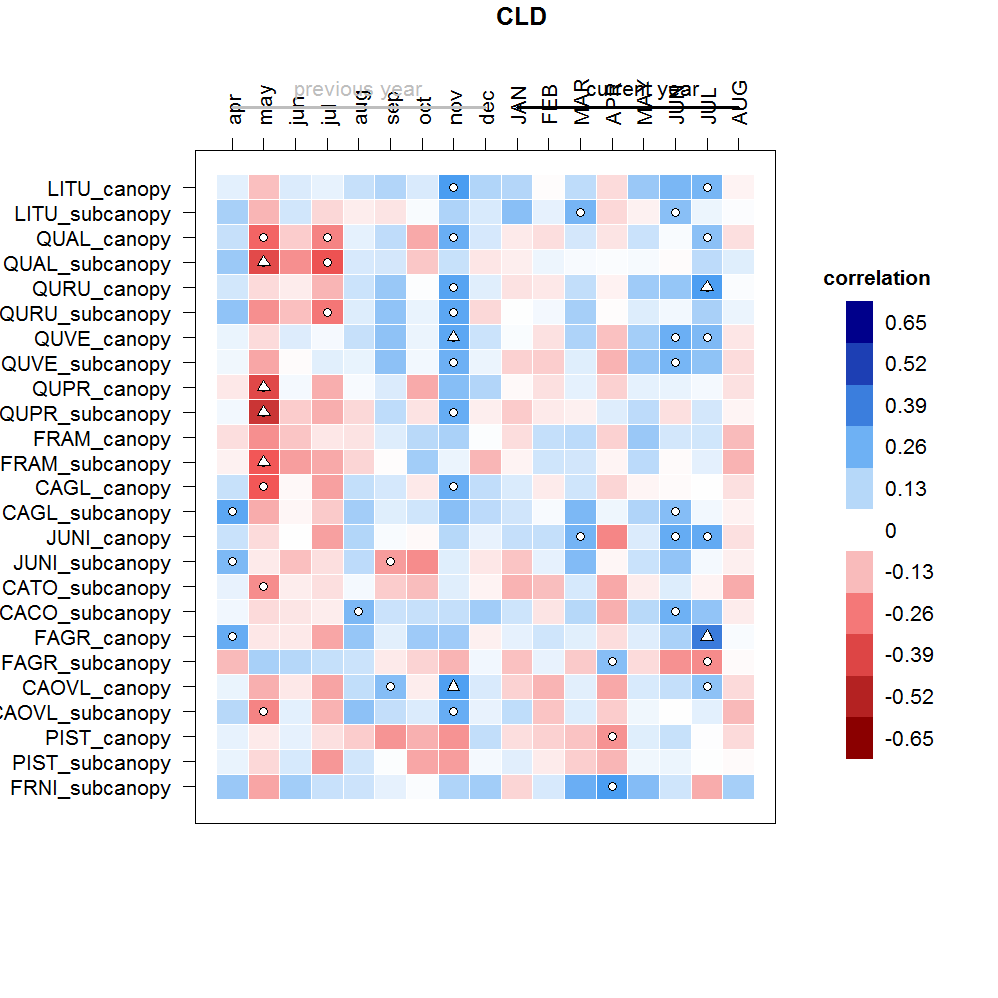 CLD
previous year
current year
apr
may
jun
jul
aug
sep
oct
nov
dec
JAN
FEB
MAR
APR
MAY
JUN
JUL
AUG
LITU_canopy
LITU_subcanopy
QUAL_canopy
QUAL_subcanopy
QURU_canopy
QURU_subcanopy
QUVE_canopy
QUVE_subcanopy
QUPR_canopy
QUPR_subcanopy
FRAM_canopy
FRAM_subcanopy
CAGL_canopy
CAGL_subcanopy
JUNI_canopy
JUNI_subcanopy
CATO_subcanopy
CACO_subcanopy
FAGR_canopy
FAGR_subcanopy
CAOVL_canopy
CAOVL_subcanopy
PIST_canopy
PIST_subcanopy
FRNI_subcanopy
correlation
0.65
0.52
0.39
0.26
0.13
0
-0.13
-0.26
-0.39
-0.52
-0.65